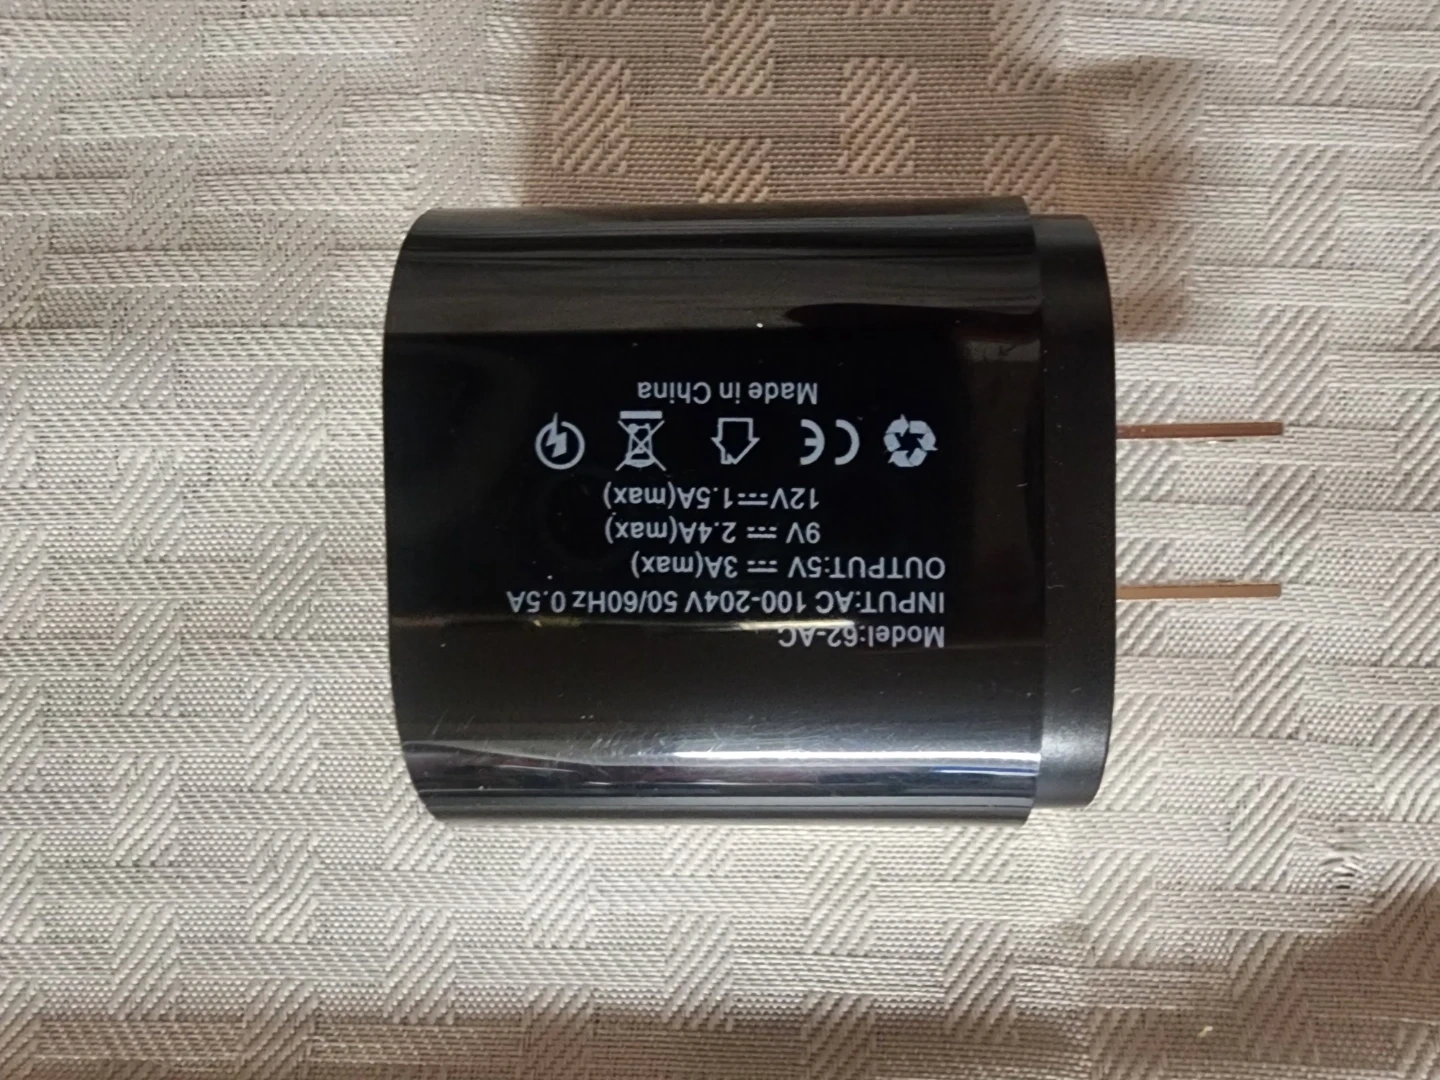 Model:62-AC
INPUT:AC 100-204V 50/60Hz 0.5A
OUTPUT:5V ⎓ 3A(max)
9V ⎓ 2.4A(max)
12V⎓1.5A(max)
CE
Made in China